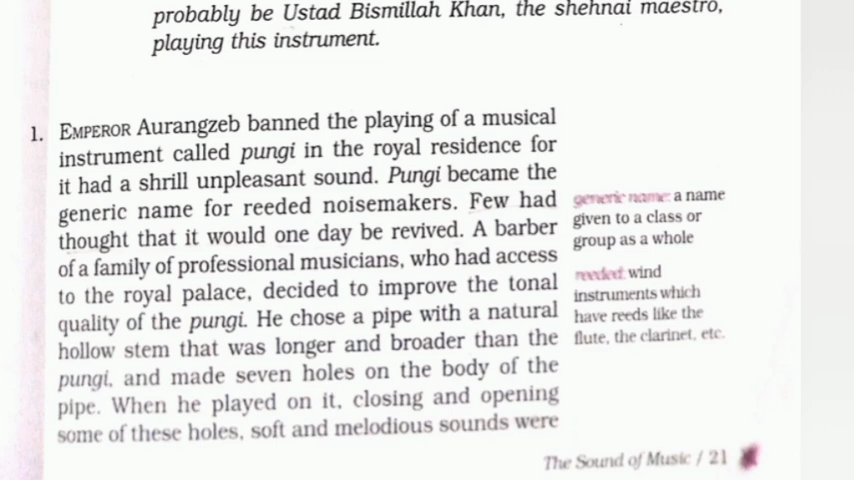 probably be Ustad Bismillah Khan, the shehnai maestro,
playing this instrument.
1. EMPEROR Aurangzeb banned the playing of a musical
instrument called pungi in the royal residence for
it had a shrill unpleasant sound. Pungi became the
generic name for reeded noisemakers. Few had
thought that it would one day be revived. A barber
of a family of professional musicians, who had access
to the royal palace, decided to improve the tonal
quality of the pungi. He chose a pipe with a natural
hollow stem that was longer and broader than the
pungi, and made seven holes on the body of the
pipe. When he played on it, closing and opening
some of these holes, soft and melodious sounds were
generic name: a name
given to a class or
group as a whole
reeded: wind
instruments which
have reeds like the
flute, the clarinet, etc.
The Sound of Music / 21